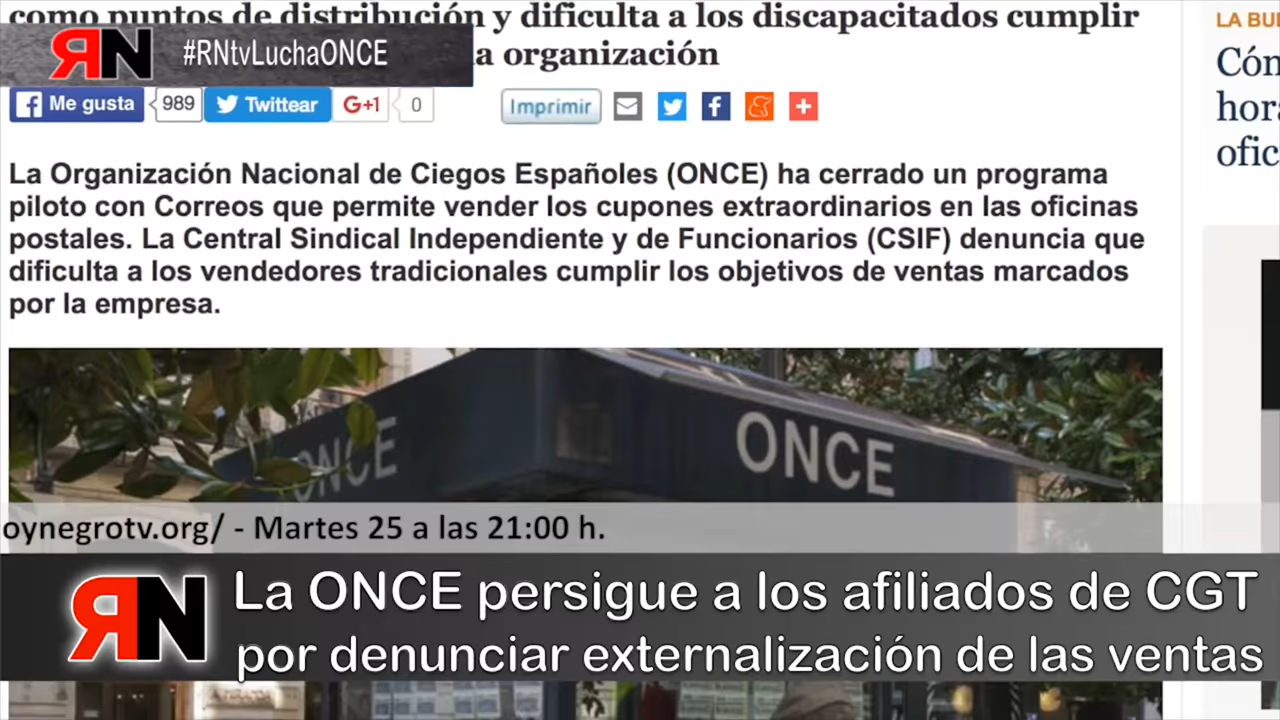 como puntos de distribución y dificulta a los discapacitados cumplir
RN #RNtvLuchaONCE
a organización
Me gusta 989 Twittear G+1 0 Imprimir
LA BU
Cón
hora
ofic
La Organización Nacional de Ciegos Españoles (ONCE) ha cerrado un programa
piloto con Correos que permite vender los cupones extraordinarios en las oficinas
postales. La Central Sindical Independiente y de Funcionarios (CSIF) denuncia que
dificulta a los vendedores tradicionales cumplir los objetivos de ventas marcados
por la empresa.
ONCE
ONCE
oynegrotv.org/ - Martes 25 a las 21:00 h.
RN
La ONCE persigue a los afiliados de CGT
por denunciar externalización de las ventas